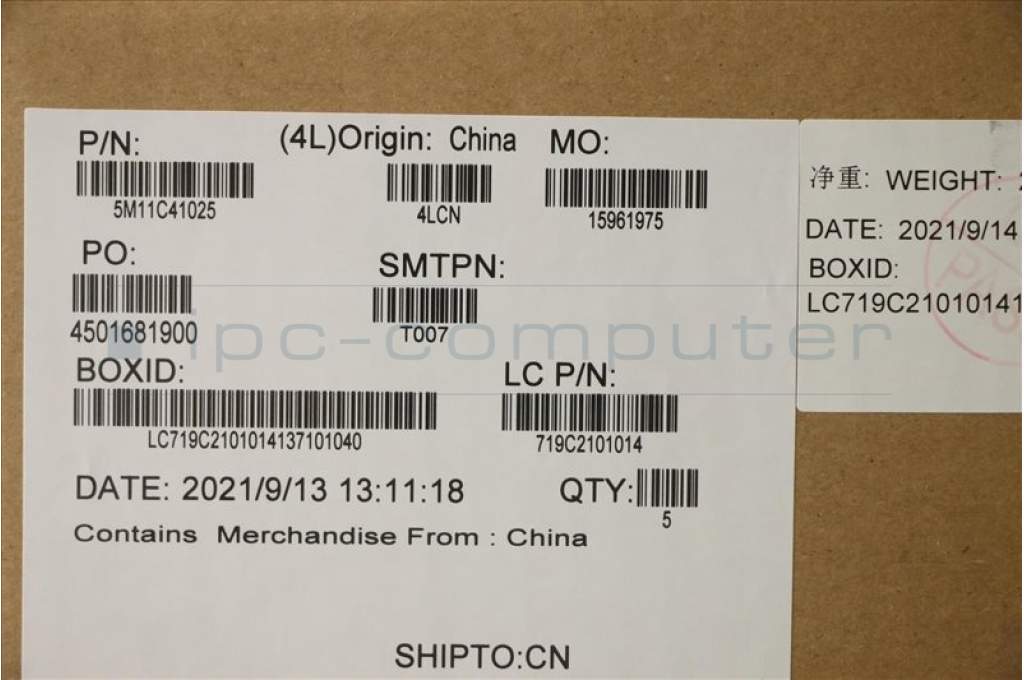 P/N: (4L)Origin: China MO:
5M11C41025 4LCN 15961975
PO: SMTPN:
4501681900 T007
BOXID: LC P/N:
LC719C2101014137101040 719C2101014
DATE: 2021/9/13 13:11:18 QTY:
5
Contains Merchandise From : China
SHIPTO:CN
净重: WEIGHT:
DATE: 2021/9/14
BOXID:
LC719C21010141
ipc-computer